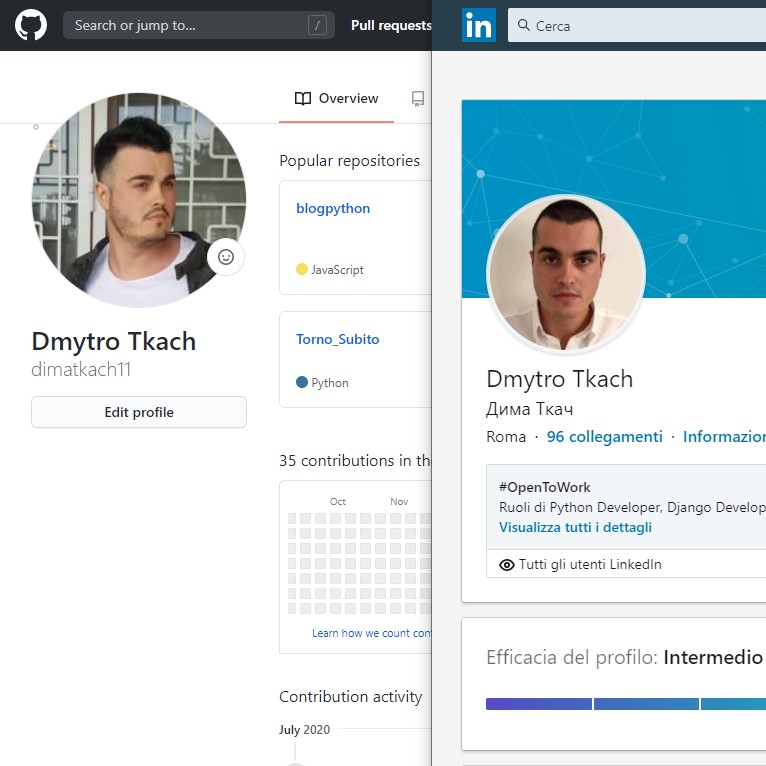 Search or jump to...
/
Pull requests
Overview
Popular repositories
blogpython
JavaScript
Torno_Subito
Python
Dmytro Tkach
dimatkach11
Edit profile
35 contributions in th
Oct
Nov
Learn how we count con
Contribution activity
July 2020
in
Cerca
Dmytro Tkach
Дима Ткач
Roma · 96 collegamenti · Informazion
#OpenToWork
Ruoli di Python Developer, Django Develop
Visualizza tutti i dettagli
Tutti gli utenti LinkedIn
Efficacia del profilo: Intermedio